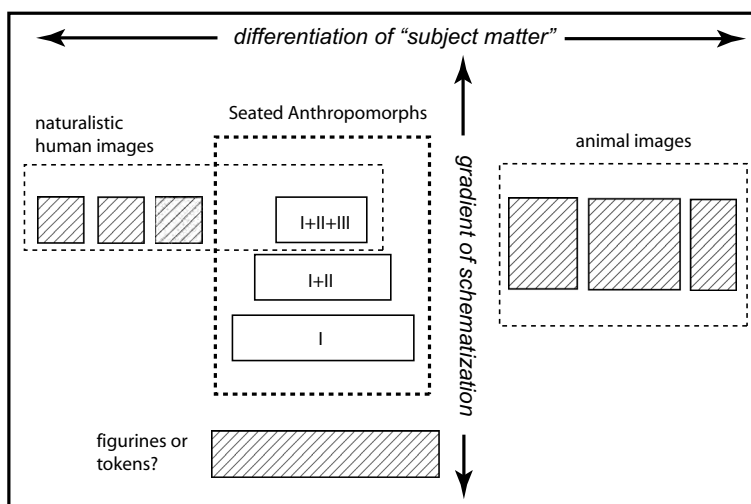 differentiation of “subject matter”
Seated Anthropomorphs
naturalistic
human images
animal images
gradient of schematization
I+II+III
I+II
I
figurines or
tokens?